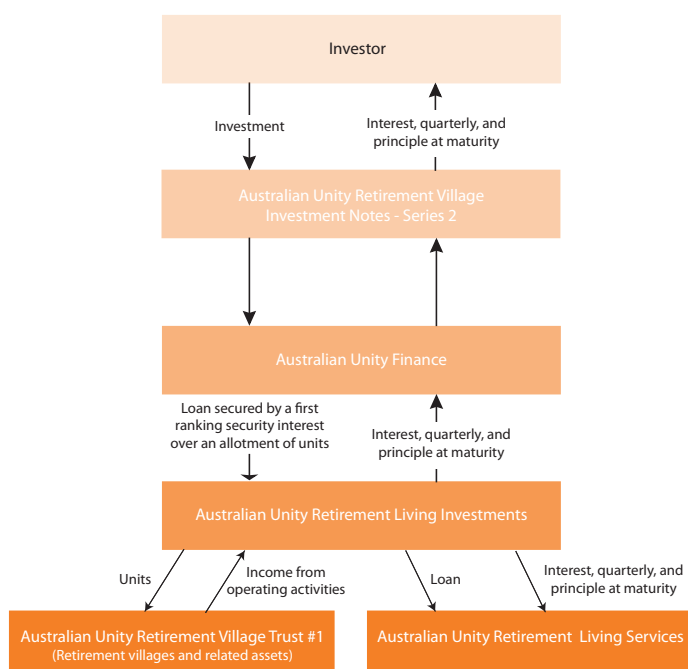 Investor
Investment
Interest, quarterly, and
principle at maturity
Australian Unity Retirement Village
Investment Notes - Series 2
Australian Unity Finance
Loan secured by a first
ranking security interest
over an allotment of units
Interest, quarterly, and
principle at maturity
Australian Unity Retirement Living Investments
Units
Income from
operating activities
Loan
Interest, quarterly, and
principle at maturity
Australian Unity Retirement Village Trust #1
(Retirement villages and related assets)
Australian Unity Retirement Living Services